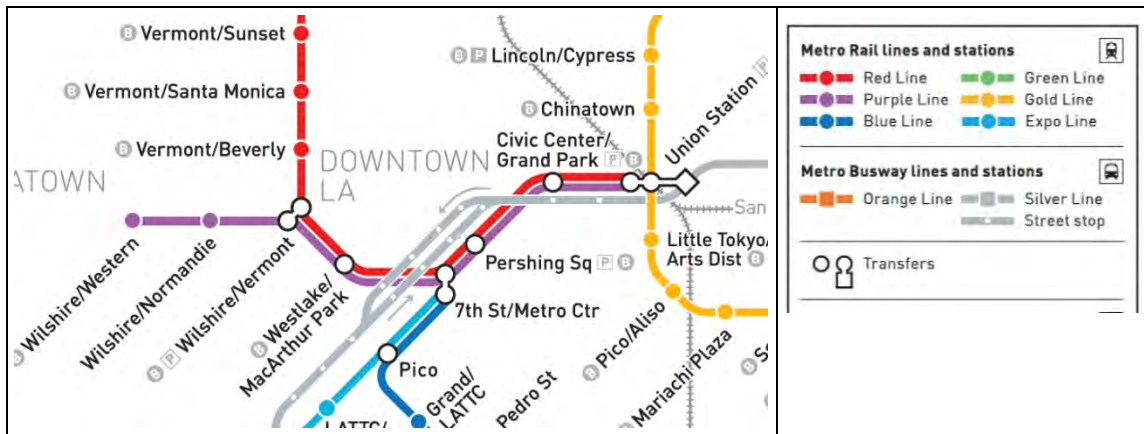 B Vermont/Sunset
B Vermont/Santa Monica
B Vermont/Beverly
B P Lincoln/Cypress
B Chinatown
Union Station P
Civic Center/
Grand Park P B
ATOWN
DOWNTOWN
LA
San
Little Tokyo/
Arts Dist B
Pershing Sq P B
7th St/Metro Ctr
B Wilshire/Western
Wilshire/Normandie
B P Wilshire/Vermont
B Westlake/
MacArthur Park
Pico
B Pico/Aliso
Mariachi Plaza
Grand/
LATTC
Pedro St
LATTC/
Metro Rail lines and stations
Red Line
Green Line
Purple Line
Gold Line
Blue Line
Expo Line
Metro Busway lines and stations
Orange Line
Silver Line
Street stop
Transfers